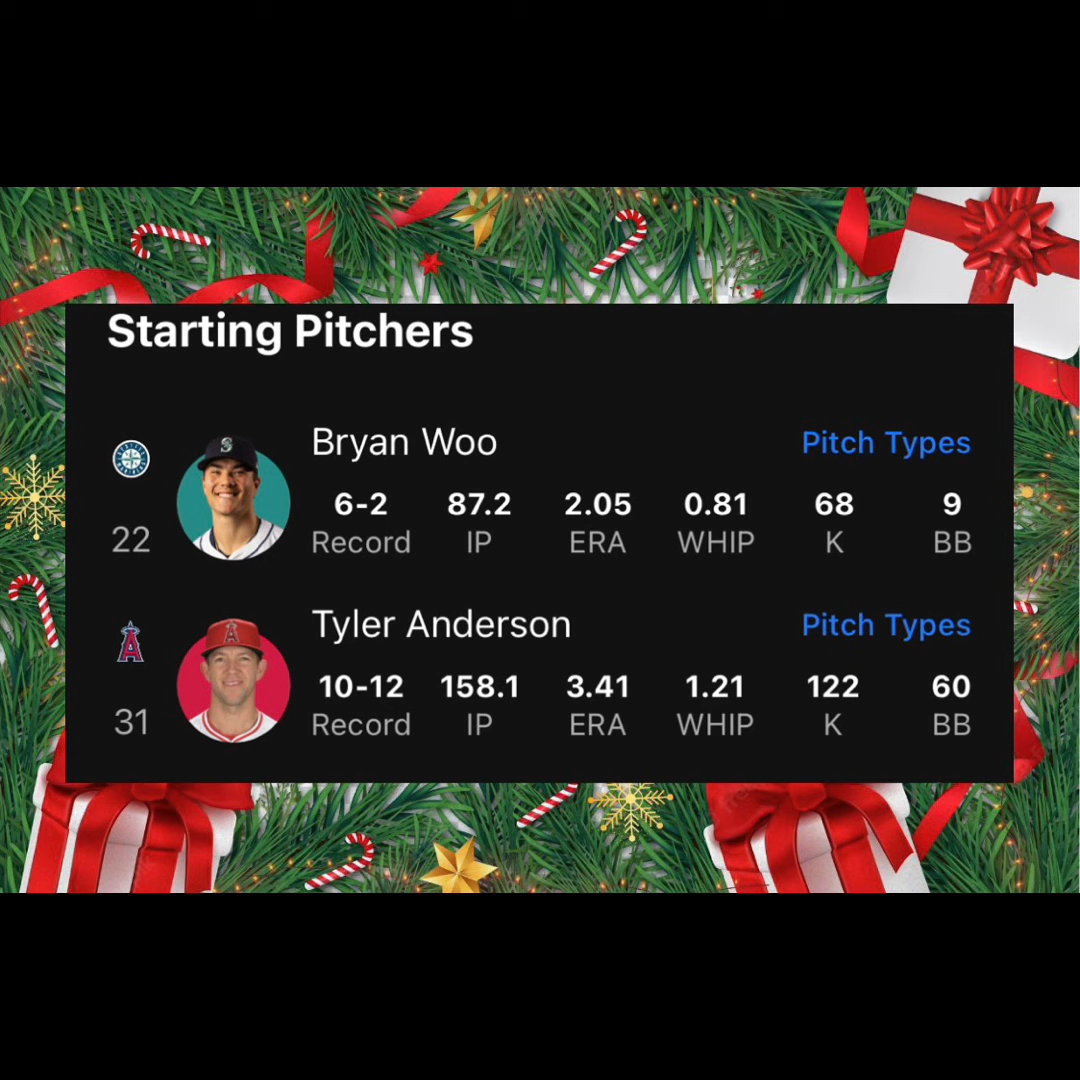 Starting Pitchers
Bryan Woo
Pitch Types
22
6-2 87.2 2.05 0.81 68 9
Record IP ERA WHIP K BB
Tyler Anderson
Pitch Types
31
10-12 158.1 3.41 1.21 122 60
Record IP ERA WHIP K BB